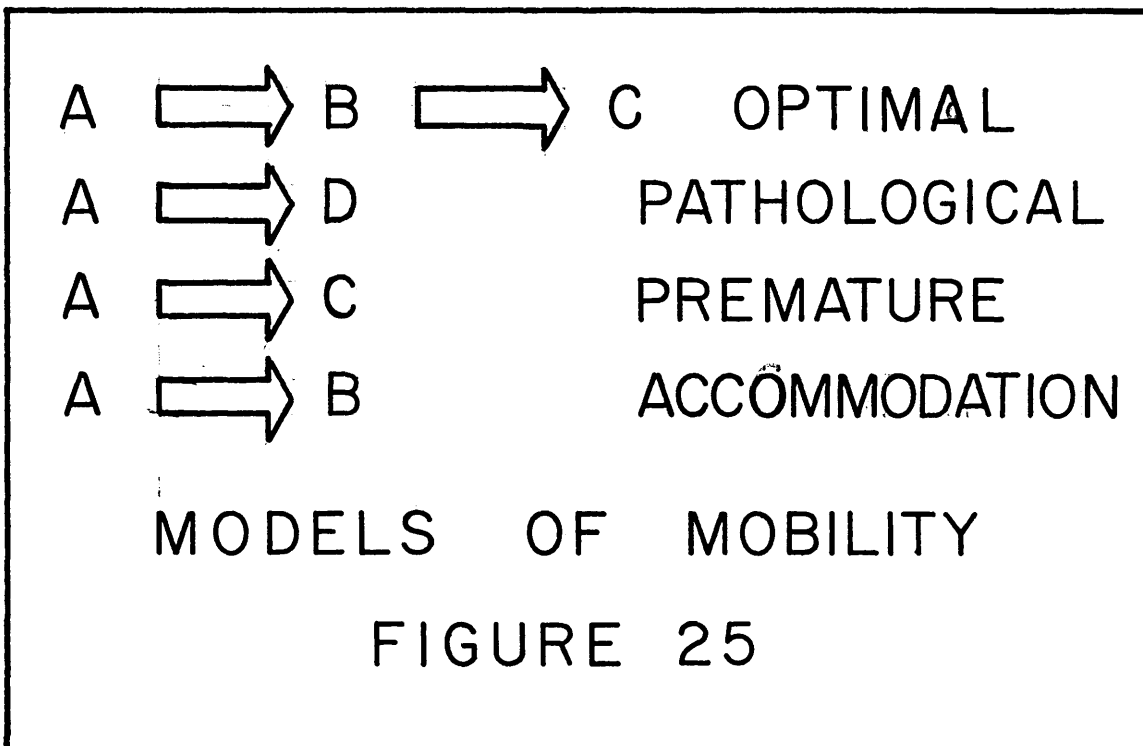 A B C OPTIMAL
A D PATHOLOGICAL
A C PREMATURE
A B ACCOMMODATION
MODELS OF MOBILITY
FIGURE 25